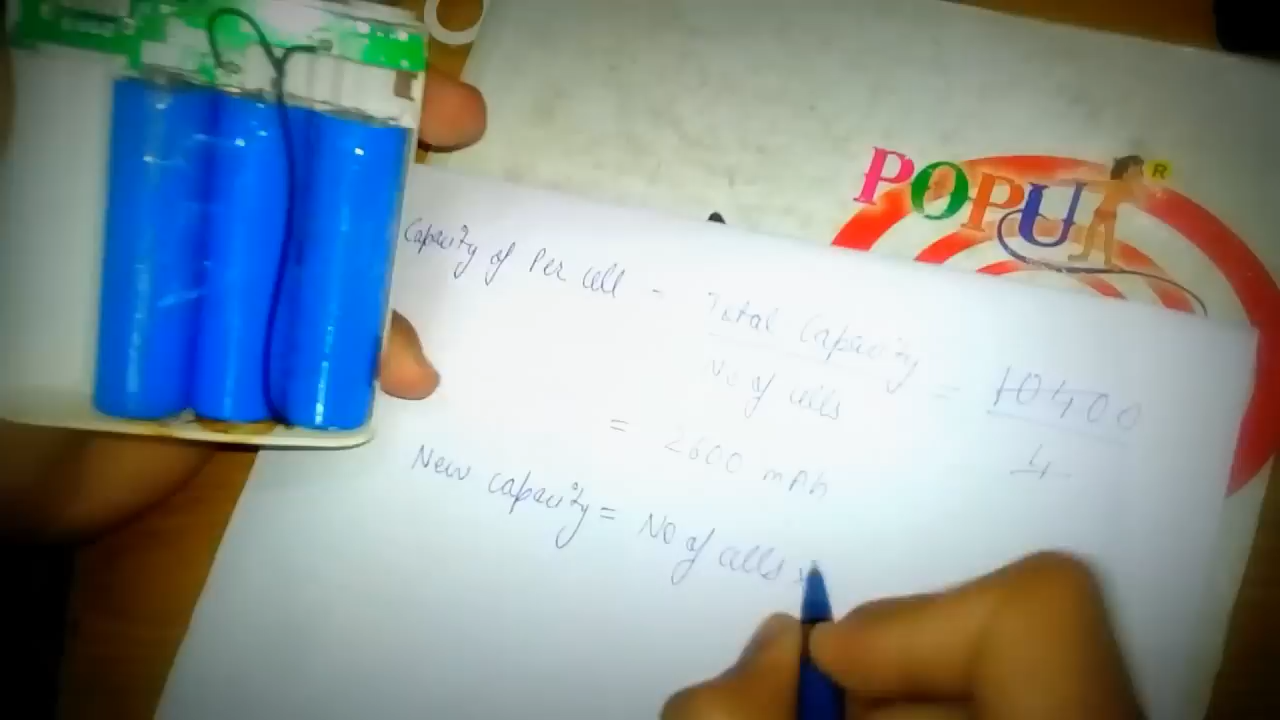 POPU
R
Capacity of Per cell - Total Capacity = 10400
No of cells 4
= 2600 mAh
New capacity = No of cells x